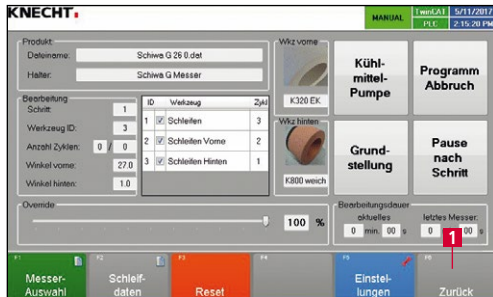 KNECHT.
MANUAL
TwinCAT
PLC
5/11/2017
2:15:20 PM
Produkt:
Dateiname: Schiwa G 26 0.dat
Halter: Schiwa G Messer
Wkz vorne
K320 EK
Kühl-
mittel-
Pumpe
Programm
Abbruch
Bearbeitung
Schritt: 1
Werkzeug ID: 3
Anzahl Zyklen: 0 / 0
Winkel vorne: 27.0
Winkel hinten: 1.0
ID Werkzeug Zykl
1 Schleifen 3
2 Schleifen Vorne 2
3 Schleifen Hinten 1
Wkz hinten
K800 weich
Grund-
stellung
Pause
nach
Schritt
Override
100 %
Bearbeitungsdauer
aktuelles letztes Messer:
0 min. 00 s 0 00 s
1
F1 Messer-
Auswahl
F2 Schleif-
daten
F3 Reset
F4
F5 Einstel-
lungen
F6 Zurück